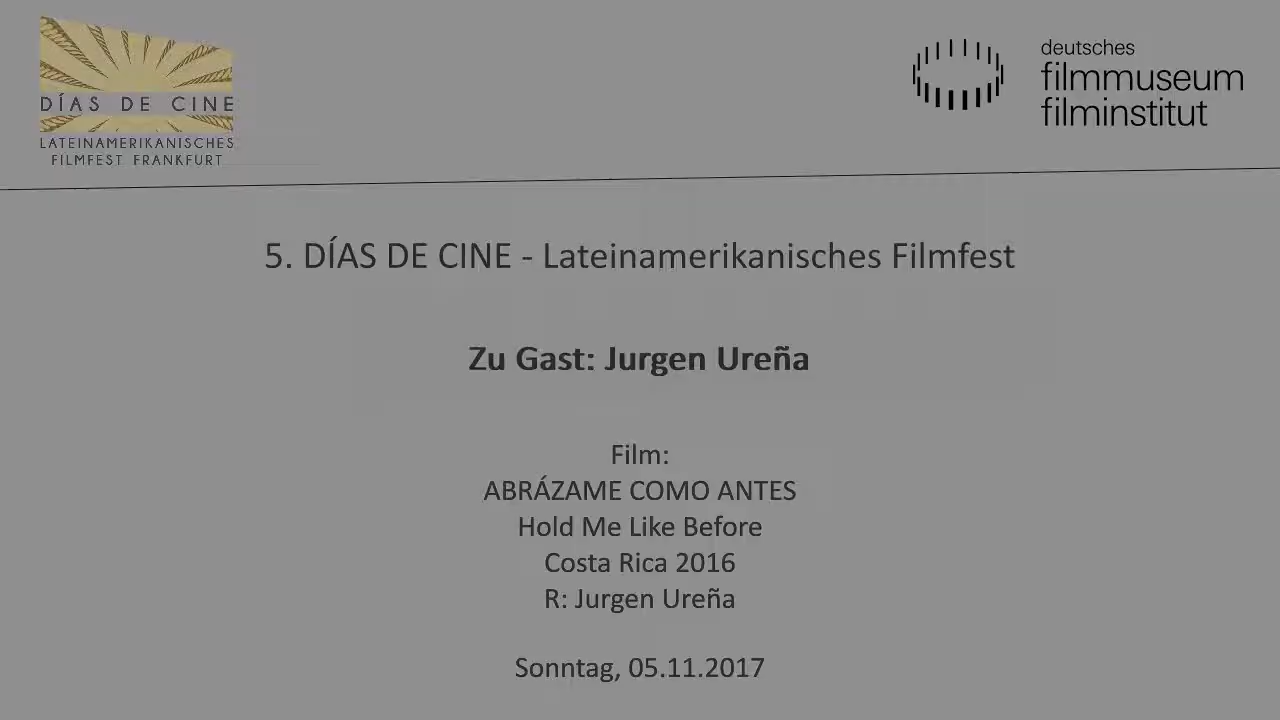 DÍAS DE CINE
LATEINAMERIKANISCHES
FILMFEST FRANKFURT
deutsches
filmmuseum
filminstitut
5. DÍAS DE CINE - Lateinamerikanisches Filmfest
Zu Gast: Jurgen Ureña
Film:
ABRÁZAME COMO ANTES
Hold Me Like Before
Costa Rica 2016
R: Jurgen Ureña
Sonntag, 05.11.2017